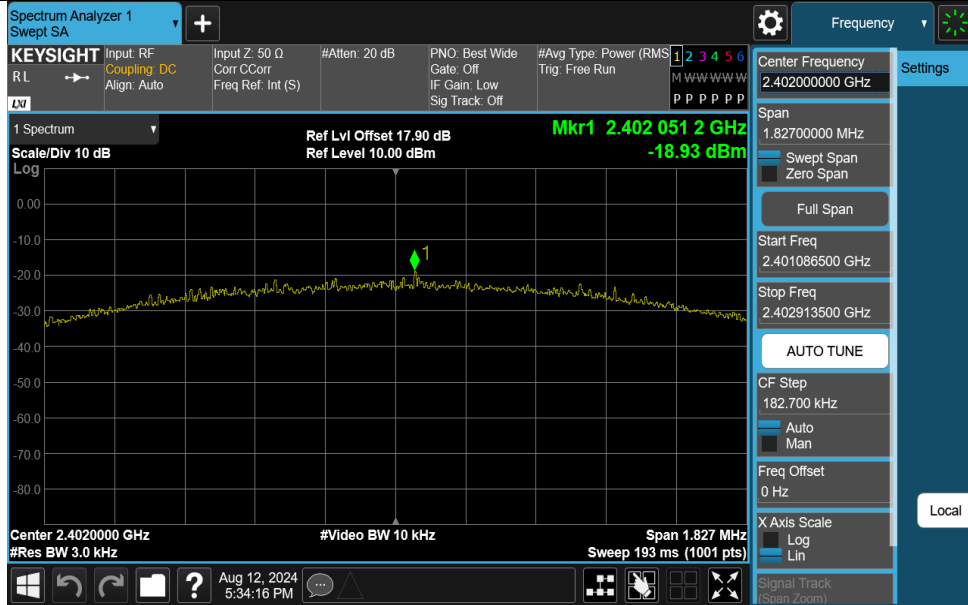 Spectrum Analyzer 1
Swept SA
Frequency
KEYSIGHT
R L
LXI
Input: RF
Coupling: DC
Align: Auto
Input Z: 50 Ω
Corr CCorr
Freq Ref: Int (S)
#Atten: 20 dB
PNO: Best Wide
Gate: Off
IF Gain: Low
Sig Track: Off
#Avg Type: Power (RMS
Trig: Free Run
1 2 3 4 5 6
M W W W W W
P P P P P P
1 Spectrum
Scale/Div 10 dB
Log
Ref Lvl Offset 17.90 dB
Ref Level 10.00 dBm
Mkr1 2.402 051 2 GHz
-18.93 dBm
1
0.00
-10.0
-20.0
-30.0
-40.0
-50.0
-60.0
-70.0
-80.0
Center 2.4020000 GHz
#Res BW 3.0 kHz
#Video BW 10 kHz
Span 1.827 MHz
Sweep 193 ms (1001 pts)
Center Frequency
2.402000000 GHz
Span
1.82700000 MHz
Swept Span
Zero Span
Full Span
Start Freq
2.401086500 GHz
Stop Freq
2.402913500 GHz
AUTO TUNE
CF Step
182.700 kHz
Auto
Man
Freq Offset
0 Hz
X Axis Scale
Log
Lin
Signal Track
(Span Zoom)
Settings
Local
?
Aug 12, 2024
5:34:16 PM